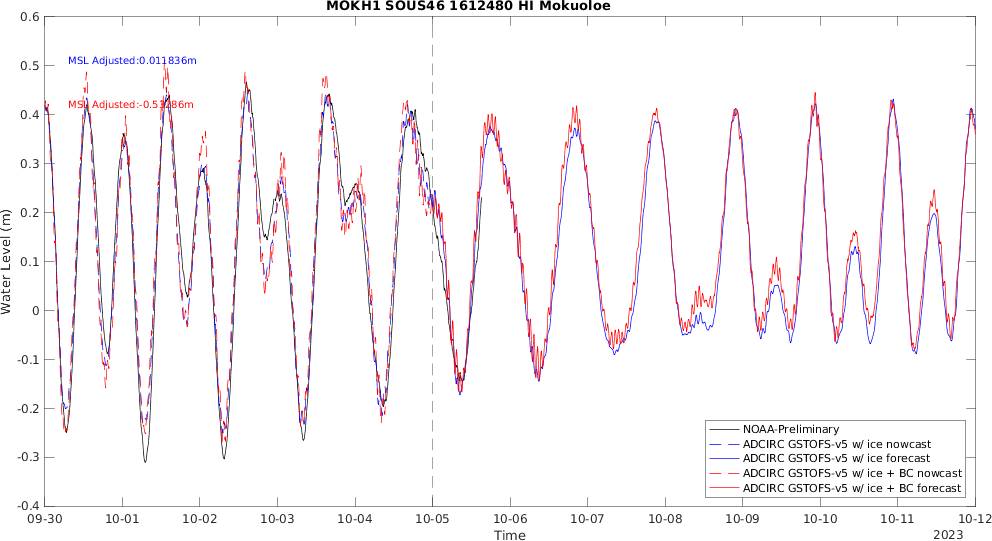 MOKH1 SOUS46 1612480 HI Mokuoloe
0.6
0.5
0.4
0.3
0.2
0.1
0
-0.1
-0.2
-0.3
-0.4
Water Level (m)
MSL Adjusted:0.011836m
MSL
NOAA-Preliminary
ADCIRC GSTOFS-v5 w/ ice nowcast
ADCIRC GSTOFS-v5 w/ ice forecast
ADCIRC GSTOFS-v5 w/ ice + BC nowcast
ADCIRC GSTOFS-v5 w/ ice + BC forecast
09-30 10-01 10-02 10-03 10-04 10-05 10-06 10-07 10-08 10-09 10-10 10-11 10-12
Time
2023